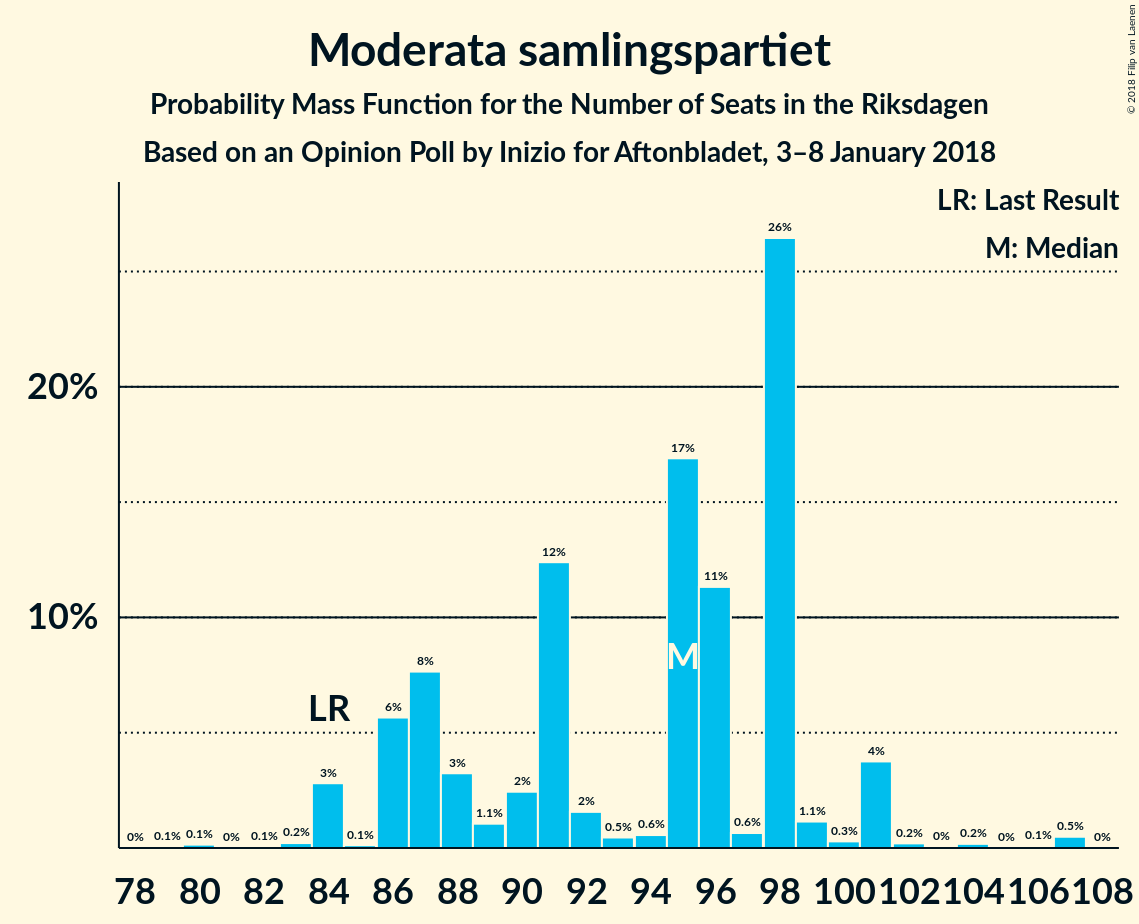 Moderata samlingspartiet
Probability Mass Function for the Number of Seats in the Riksdagen
Based on an Opinion Poll by Inizio for Aftonbladet, 3–8 January 2018
© 2018 Filip van Laenen
LR: Last Result
M: Median
20%
10%
0% 0.1% 0.1% 0% 0.1% 0.2% 3% 0.1% 6% 8% 3% 1.1% 2% 12% 2% 0.5% 0.6% 17% 11% 0.6% 26% 1.1% 0.3% 4% 0.2% 0% 0.2% 0% 0.1% 0.5% 0%
LR
M
78 80 82 84 86 88 90 92 94 96 98 100 102 104 106 108